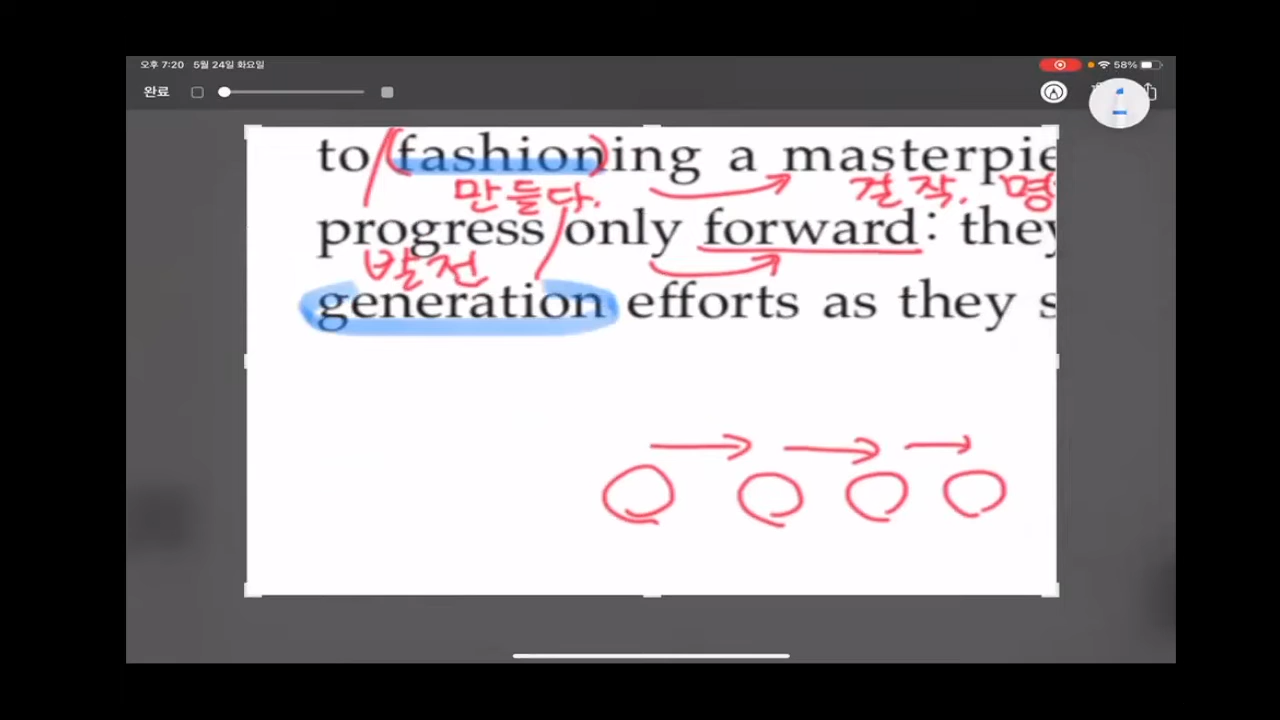 오후 7:20 5월 24일 화요일
58%
완료
to fashioning a masterpie
만들다. 걸작. 명
progress only forward: they
발전
generation efforts as they s